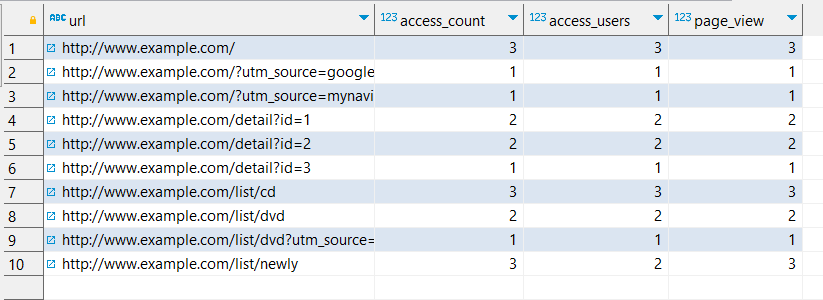 ABC url 123 access_count 123 access_users 123 page_view
1 http://www.example.com/ 3 3 3
2 http://www.example.com/?utm_source=google 1 1 1
3 http://www.example.com/?utm_source=mynavi 1 1 1
4 http://www.example.com/detail?id=1 2 2 2
5 http://www.example.com/detail?id=2 2 2 2
6 http://www.example.com/detail?id=3 1 1 1
7 http://www.example.com/list/cd 3 3 3
8 http://www.example.com/list/dvd 2 2 2
9 http://www.example.com/list/dvd?utm_source= 1 1 1
10 http://www.example.com/list/newly 3 2 3